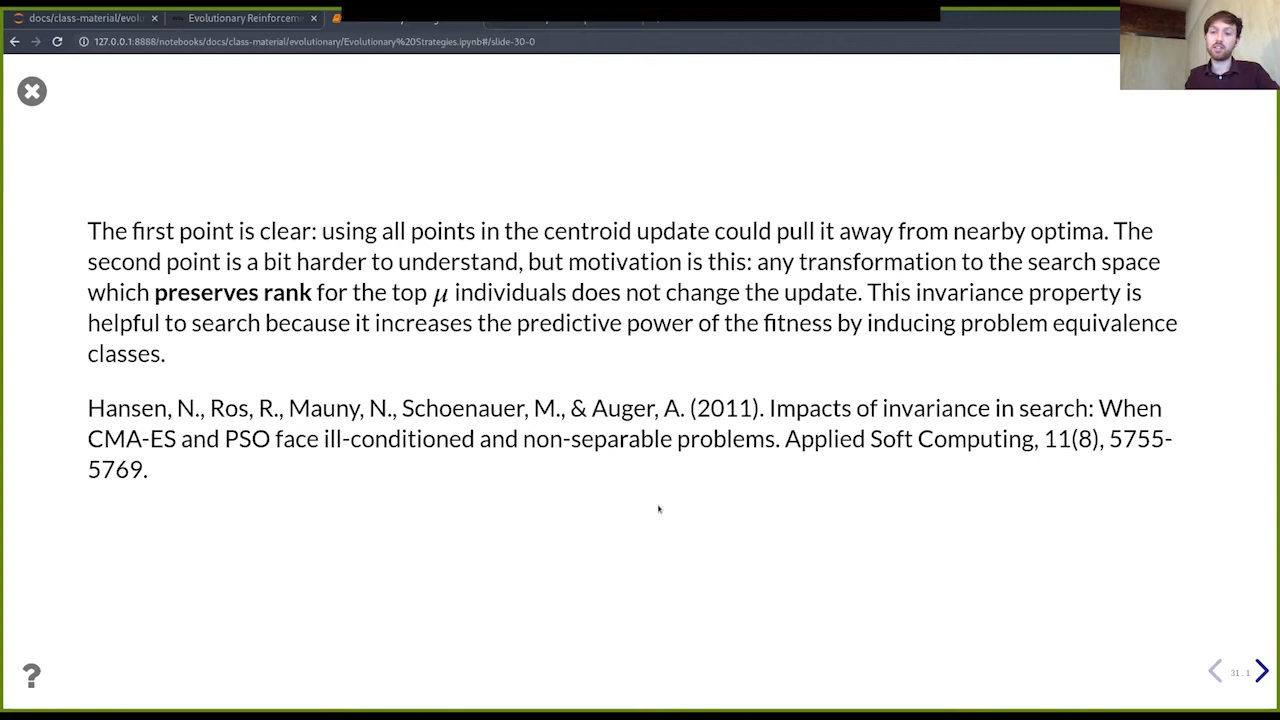 docs/class-material/evolu
Evolutionary Reinforceme
127.0.0.1:8888/notebooks/docs/class-material/evolutionary/Evolutionary%20Strategies.ipynb#/slide-30-0
The first point is clear: using all points in the centroid update could pull it away from nearby optima. The
second point is a bit harder to understand, but motivation is this: any transformation to the search space
which preserves rank for the top μ individuals does not change the update. This invariance property is
helpful to search because it increases the predictive power of the fitness by inducing problem equivalence
classes.
Hansen, N., Ros, R., Mauny, N., Schoenauer, M., & Auger, A. (2011). Impacts of invariance in search: When
CMA-ES and PSO face ill-conditioned and non-separable problems. Applied Soft Computing, 11(8), 5755-
5769.
?
31.1